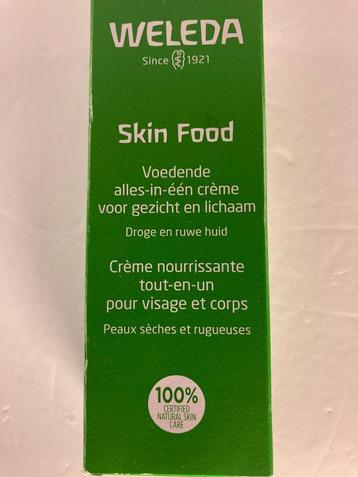 WELEDA
Since 1921
Skin Food
Voedende
alles-in-één crème
voor gezicht en lichaam
Droge en ruwe huid
Crème nourrissante
tout-en-un
pour visage et corps
Peaux sèches et rugueuses
100%
CERTIFIED
NATURAL SKIN
CARE